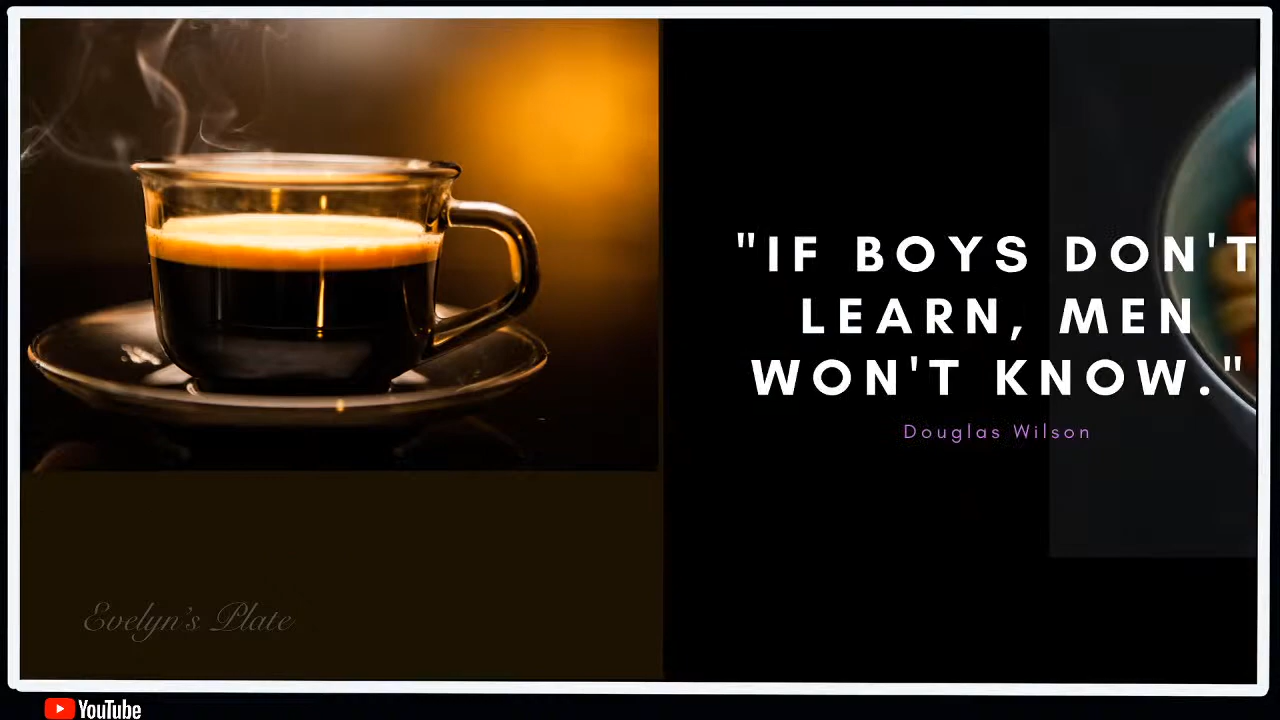 "IF BOYS DON'T
LEARN, MEN
WON'T KNOW."
Douglas Wilson
Evelyn's Plate
YouTube